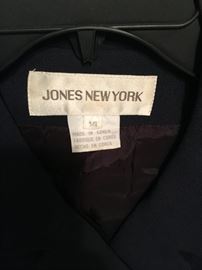 JONES NEW YORK
MADE IN KOREA
FABRIQUE EN COREE
HECHO EN COREA